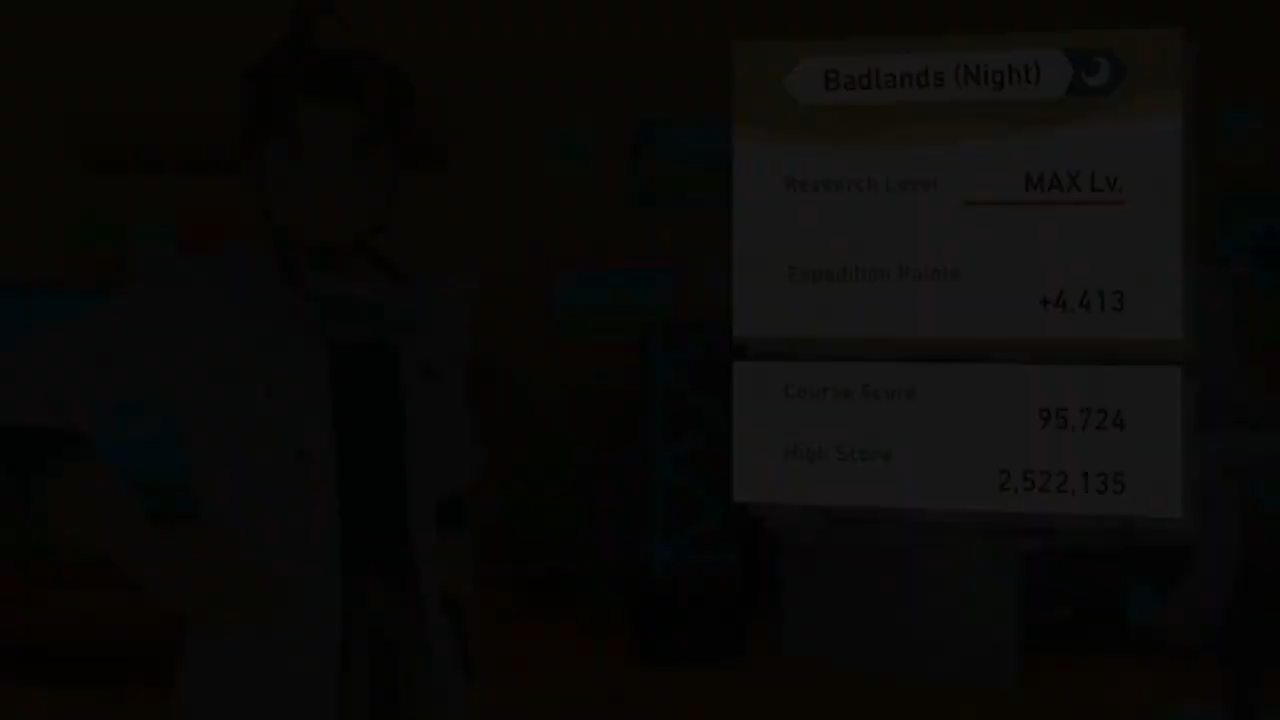 Badlands (Night)
Research Level
MAX Lv.
Expedition Points
+4,413
Course Score
95,724
High Score
2,522,135